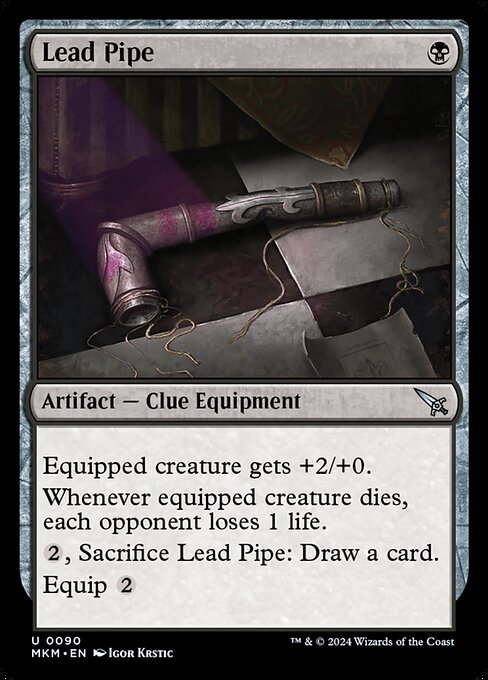 Lead Pipe
Artifact — Clue Equipment
Equipped creature gets +2/+0.
Whenever equipped creature dies,
each opponent loses 1 life.
2, Sacrifice Lead Pipe: Draw a card.
Equip 2
U 0090
MKM • EN Igor Krstic
™ & © 2024 Wizards of the Coast